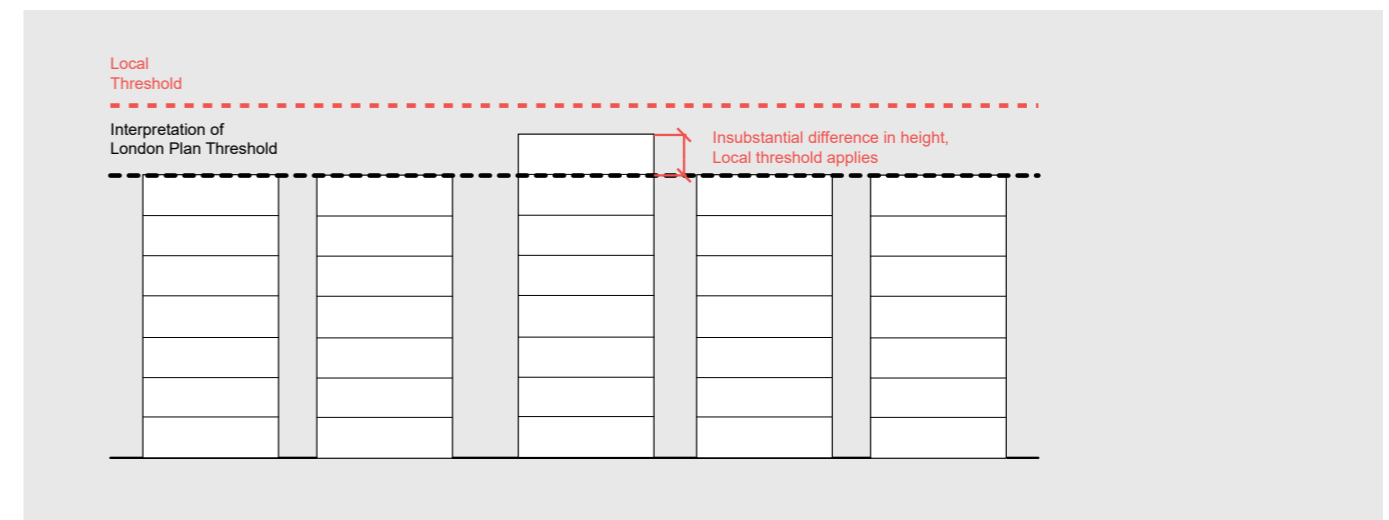 Local
Threshold
Interpretation of
London Plan Threshold
Insubstantial difference in height,
Local threshold applies